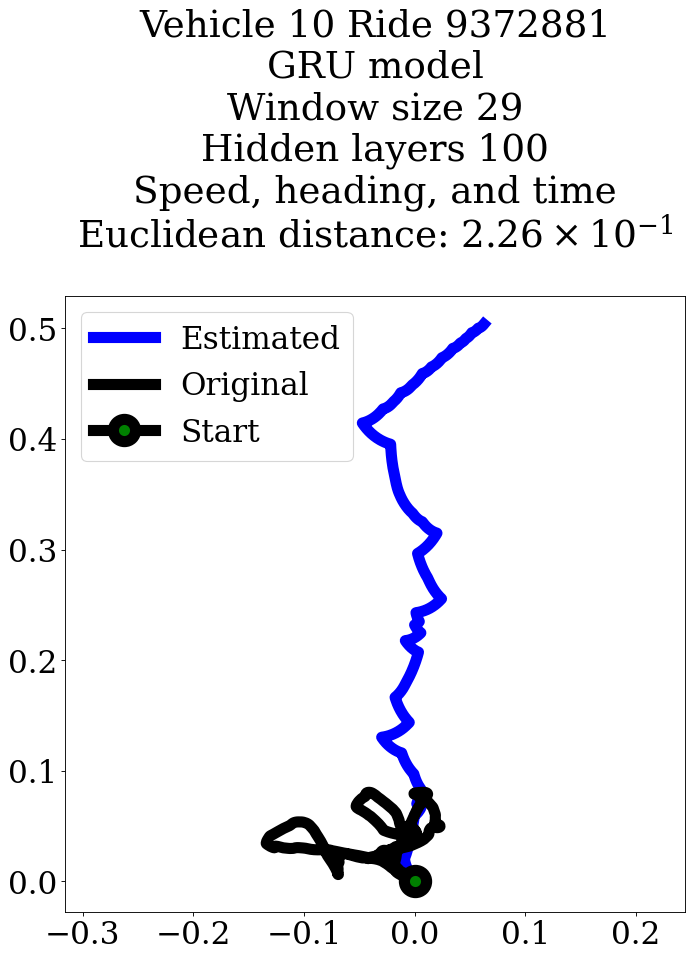 Vehicle 10 Ride 9372881
GRU model
Window size 29
Hidden layers 100
Speed, heading, and time
Euclidean distance: 2.26 × 10⁻¹
Estimated
Original
Start
0.5
0.4
0.3
0.2
0.1
0.0
−0.3 −0.2 −0.1 0.0 0.1 0.2